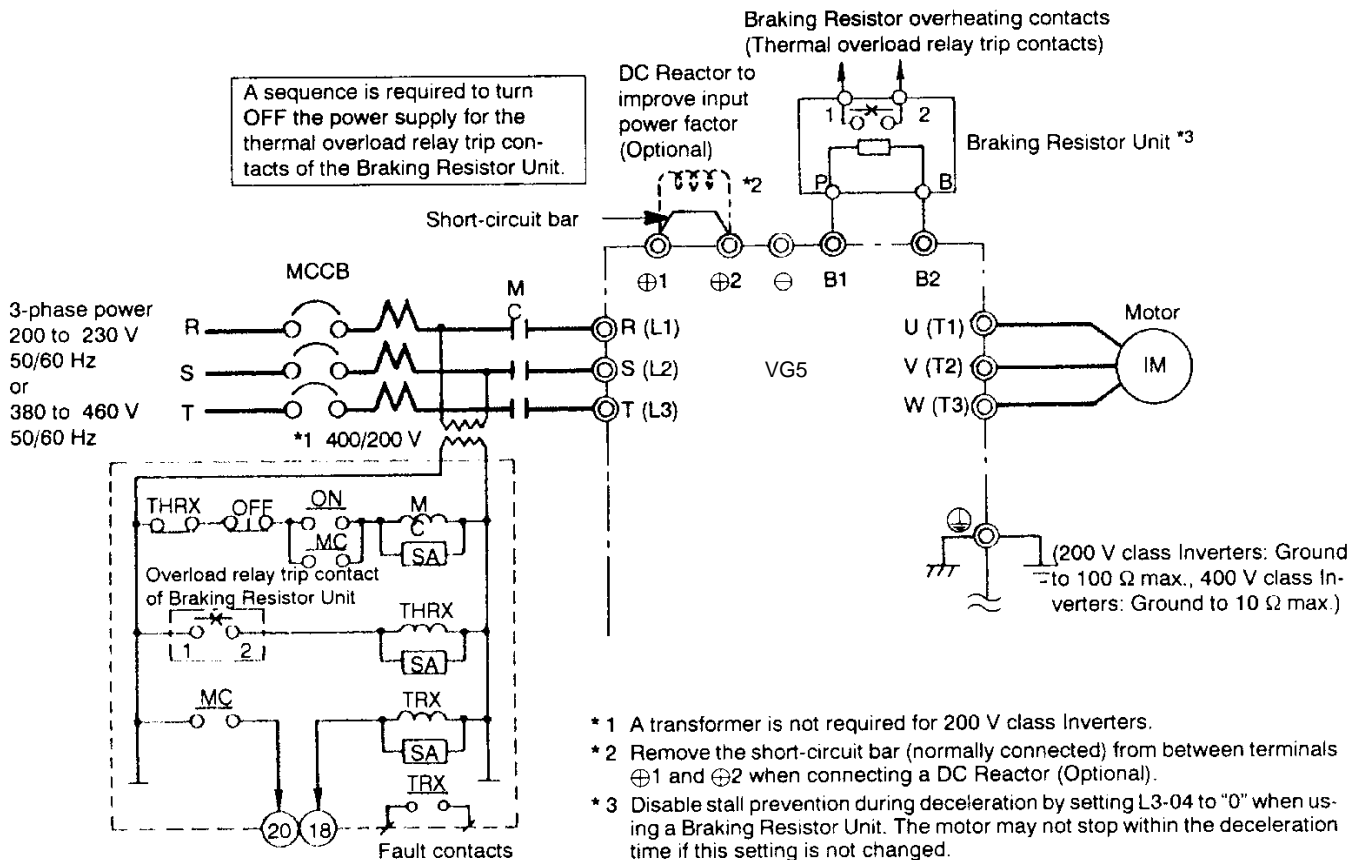 Braking Resistor overheating contacts
(Thermal overload relay trip contacts)
DC Reactor to
improve input
power factor
(Optional)
A sequence is required to turn
OFF the power supply for the
thermal overload relay trip con-
tacts of the Braking Resistor Unit.
1 2
Braking Resistor Unit *3
P B
*2
Short-circuit bar
⊕1 ⊕2 ⊖ B1 B2
MCCB
MC
3-phase power
200 to 230 V
50/60 Hz
or
380 to 460 V
50/60 Hz
R
S
T
R (L1)
S (L2)
T (L3)
VG5
U (T1)
V (T2)
W (T3)
Motor
IM
*1 400/200 V
THRX OFF ON MC
MC SA
Overload relay trip contact
of Braking Resistor Unit
1 2
THRX
SA
MC
TRX
SA
TRX
20 18
Fault contacts
(200 V class Inverters: Ground
to 100 Ω max., 400 V class In-
verters: Ground to 10 Ω max.)
*1 A transformer is not required for 200 V class Inverters.
*2 Remove the short-circuit bar (normally connected) from between terminals
⊕1 and ⊕2 when connecting a DC Reactor (Optional).
*3 Disable stall prevention during deceleration by setting L3-04 to "0" when us-
ing a Braking Resistor Unit. The motor may not stop within the deceleration
time if this setting is not changed.